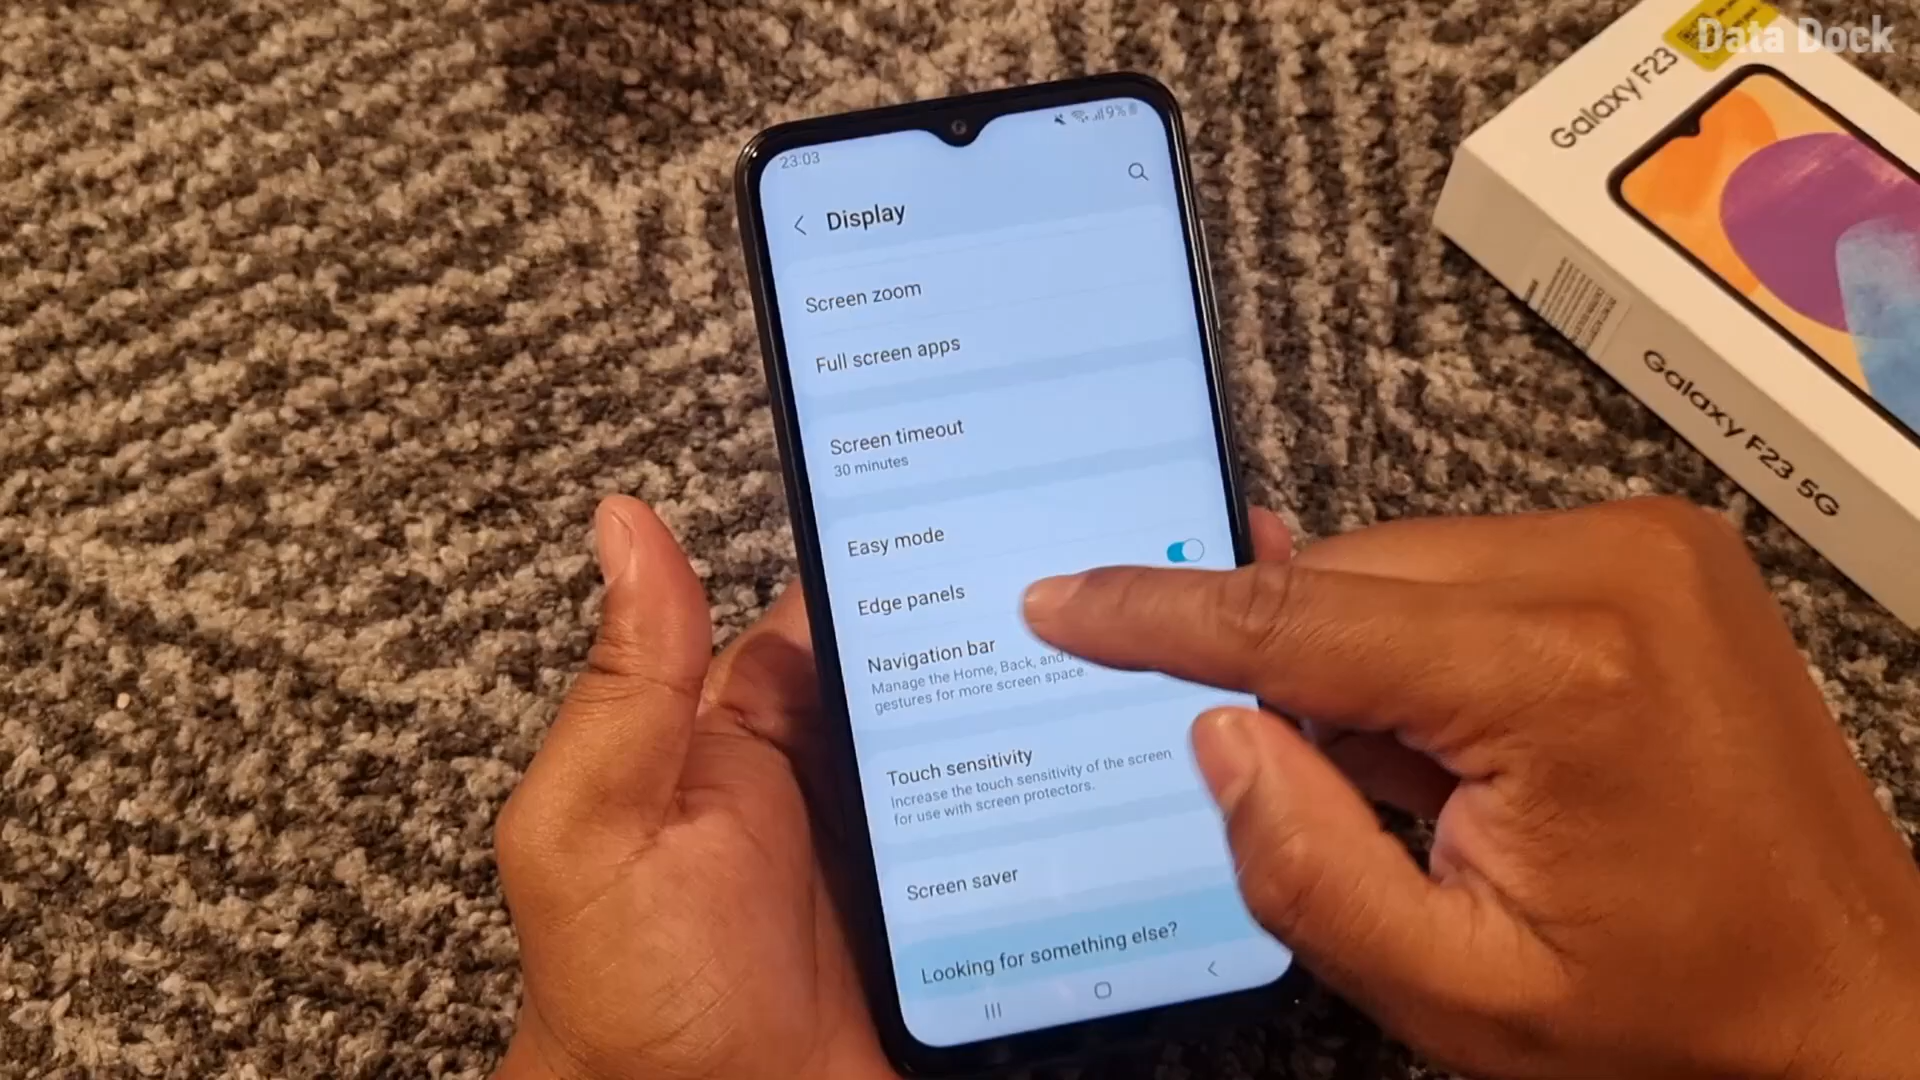 Data Dock
Galaxy F23
23:03
9%
Display
Screen zoom
Full screen apps
Screen timeout
30 minutes
Easy mode
Edge panels
Navigation bar
Manage the Home, Back, and
gestures for more screen space.
Touch sensitivity
Increase the touch sensitivity of the screen
for use with screen protectors.
Screen saver
Looking for something else?
Galaxy F23 5G